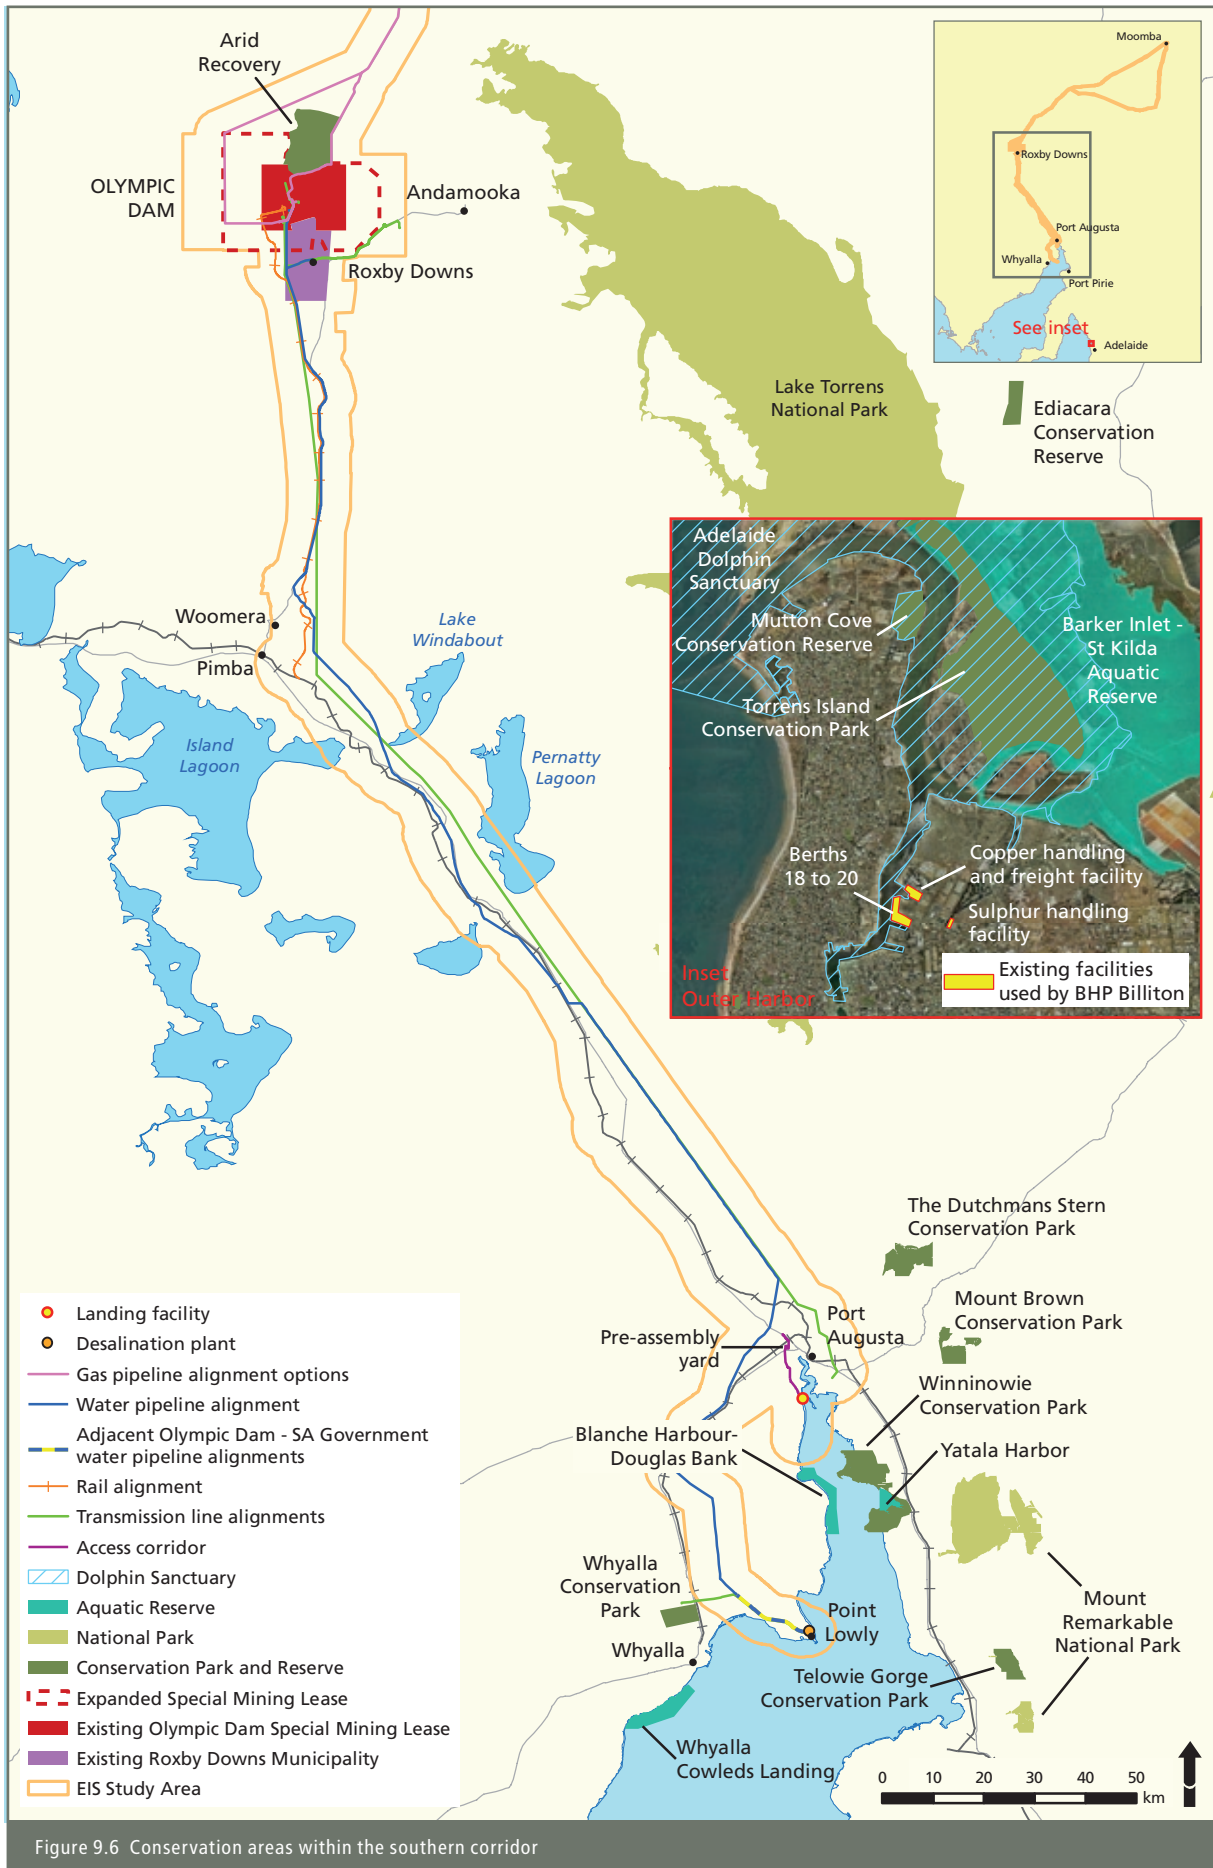 Arid
Recovery
OLYMPIC
DAM
Andamooka
Roxby Downs
Moomba
Roxby Downs
Port Augusta
Whyalla
Port Pirie
See inset
Adelaide
Lake Torrens
National Park
Ediacara
Conservation
Reserve
Adelaide
Dolphin
Sanctuary
Mutton Cove
Conservation Reserve
Barker Inlet -
St Kilda
Aquatic
Reserve
Torrens Island
Conservation Park
Berths
18 to 20
Copper handling
and freight facility
Sulphur handling
facility
Inset
Outer Harbor
Existing facilities
used by BHP Billiton
Woomera
Pimba
Lake
Windabout
Island
Lagoon
Pernatty
Lagoon
The Dutchmans Stern
Conservation Park
Mount Brown
Conservation Park
Port
Augusta
Pre-assembly
yard
Winninowie
Conservation Park
Blanche Harbour-
Douglas Bank
Yatala Harbor
Whyalla
Conservation
Park
Point
Lowly
Whyalla
Mount
Remarkable
National Park
Telowie Gorge
Conservation Park
Whyalla
Cowleds Landing
Landing facility
Desalination plant
Gas pipeline alignment options
Water pipeline alignment
Adjacent Olympic Dam - SA Government
water pipeline alignments
Rail alignment
Transmission line alignments
Access corridor
Dolphin Sanctuary
Aquatic Reserve
National Park
Conservation Park and Reserve
Expanded Special Mining Lease
Existing Olympic Dam Special Mining Lease
Existing Roxby Downs Municipality
EIS Study Area
0 10 20 30 40 50
km
Figure 9.6 Conservation areas within the southern corridor